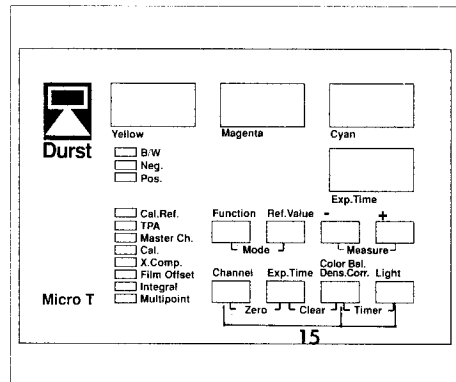 Durst
Yellow Magenta Cyan
B/W
Neg.
Pos.
Exp.Time
Cal.Ref.
TPA
Master Ch.
Cal.
X.Comp.
Film Offset
Integral
Multipoint
Function Ref.Value - +
Mode Measure
Channel Exp.Time Color Bal. Dens.Corr. Light
Zero Clear Timer
Micro T
15